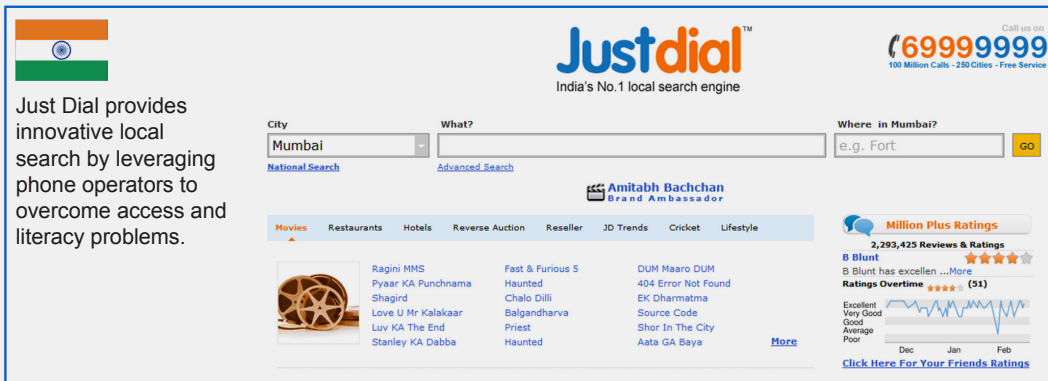 Just Dial provides
innovative local
search by leveraging
phone operators to
overcome access and
literacy problems.
Justdial™
India's No.1 local search engine
Call us on
69999999
100 Million Calls - 250 Cities - Free Service
City What? Where in Mumbai?
Mumbai e.g. Fort GO
National Search Advanced Search
Amitabh Bachchan
Brand Ambassador
Movies Restaurants Hotels Reverse Auction Reseller JD Trends Cricket Lifestyle
Ragini MMS Fast & Furious 5 DUM Maaro DUM
Pyaar KA Punchnama Haunted 404 Error Not Found
Shagird Chalo Dilli EK Dharmatma
Love U Mr Kalakaar Balgandharva Source Code
Luv KA The End Priest Shor In The City
Stanley KA Dabba Haunted Aata GA Baya More
Million Plus Ratings
2,293,425 Reviews & Ratings
B Blunt
B Blunt has excellen ...More
Ratings Overtime (51)
Excellent
Very Good
Good
Average
Poor
Dec Jan Feb
Click Here For Your Friends Ratings